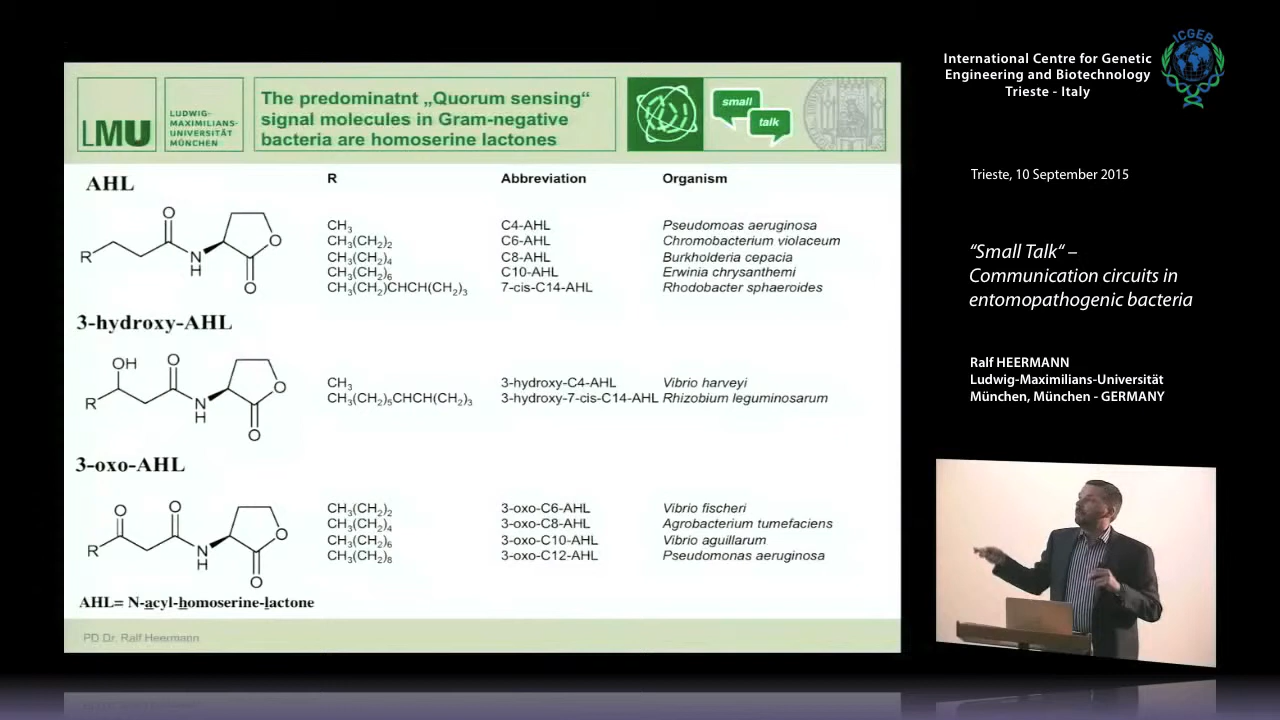 LMU
LUDWIG-
MAXIMILIANS-
UNIVERSITÄT
MÜNCHEN
The predominatnt „Quorum sensing“
signal molecules in Gram-negative
bacteria are homoserine lactones
small
talk
ICGEB
International Centre for Genetic
Engineering and Biotechnology
Trieste - Italy
Trieste, 10 September 2015
“Small Talk“ –
Communication circuits in
entomopathogenic bacteria
Ralf HEERMANN
Ludwig-Maximilians-Universität
München, München - GERMANY
R Abbreviation Organism
AHL
O
R
N
H
O
O
CH3 C4-AHL Pseudomoas aeruginosa
CH3(CH2)2 C6-AHL Chromobacterium violaceum
CH3(CH2)4 C8-AHL Burkholderia cepacia
CH3(CH2)6 C10-AHL Erwinia chrysanthemi
CH3(CH2)CHCH(CH2)3 7-cis-C14-AHL Rhodobacter sphaeroides
3-hydroxy-AHL
OH
O
R
N
H
O
O
CH3 3-hydroxy-C4-AHL Vibrio harveyi
CH3(CH2)5CHCH(CH2)3 3-hydroxy-7-cis-C14-AHL Rhizobium leguminosarum
3-oxo-AHL
O
O
R
N
H
O
O
CH3(CH2)2 3-oxo-C6-AHL Vibrio fischeri
CH3(CH2)4 3-oxo-C8-AHL Agrobacterium tumefaciens
CH3(CH2)6 3-oxo-C10-AHL Vibrio aguillarum
CH3(CH2)8 3-oxo-C12-AHL Pseudomonas aeruginosa
AHL= N-acyl-homoserine-lactone
PD Dr. Ralf Heermann